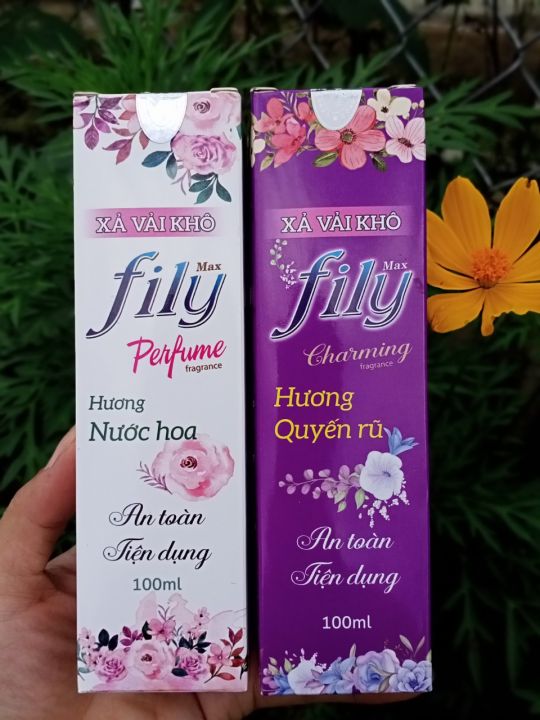 XẢ VẢI KHÔ
fily Max
Perfume
fragrance
Hương
Nước hoa
An toàn
Tiện dụng
100ml
XẢ VẢI KHÔ
fily Max
Charming
fragrance
Hương
Quyến rũ
An toàn
Tiện dụng
100ml